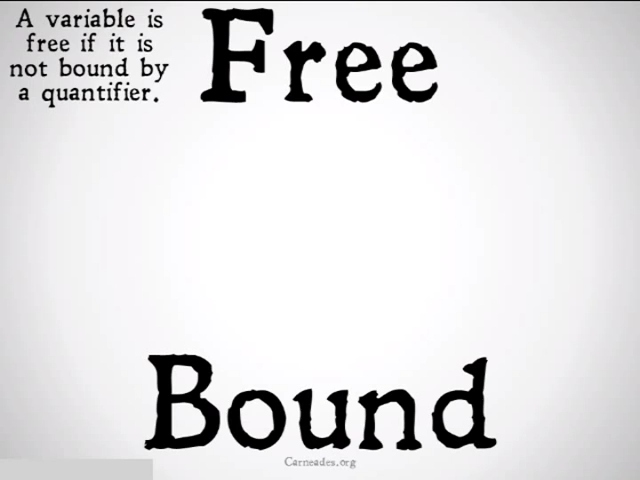 A variable is
free if it is
not bound by
a quantifier.
Free
Bound
Carneades.org